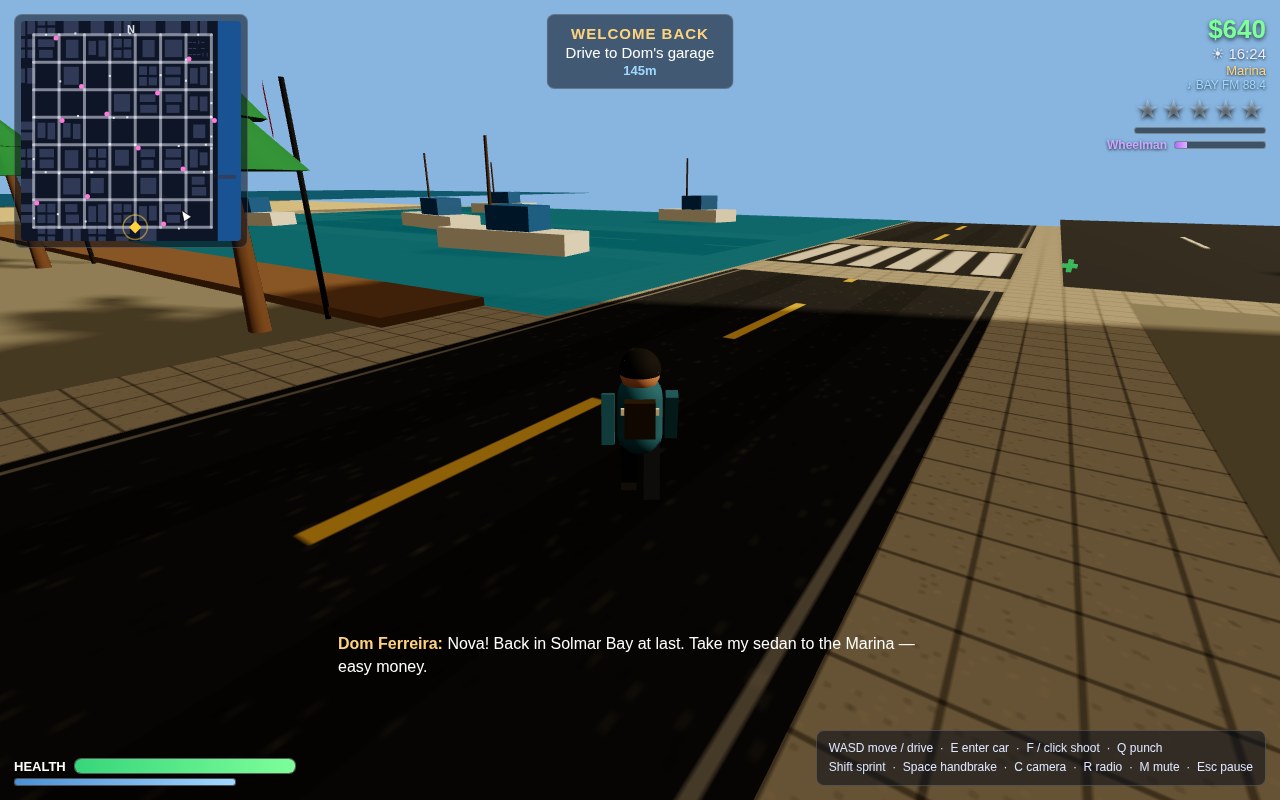 N
WELCOME BACK
Drive to Dom's garage
145m
$640
☀ 16:24
Marina
♪ BAY FM 88.4
★★★★★
Wheelman
Dom Ferreira: Nova! Back in Solmar Bay at last. Take my sedan to the Marina —
easy money.
HEALTH
WASD move / drive · E enter car · F / click shoot · Q punch
Shift sprint · Space handbrake · C camera · R radio · M mute · Esc pause